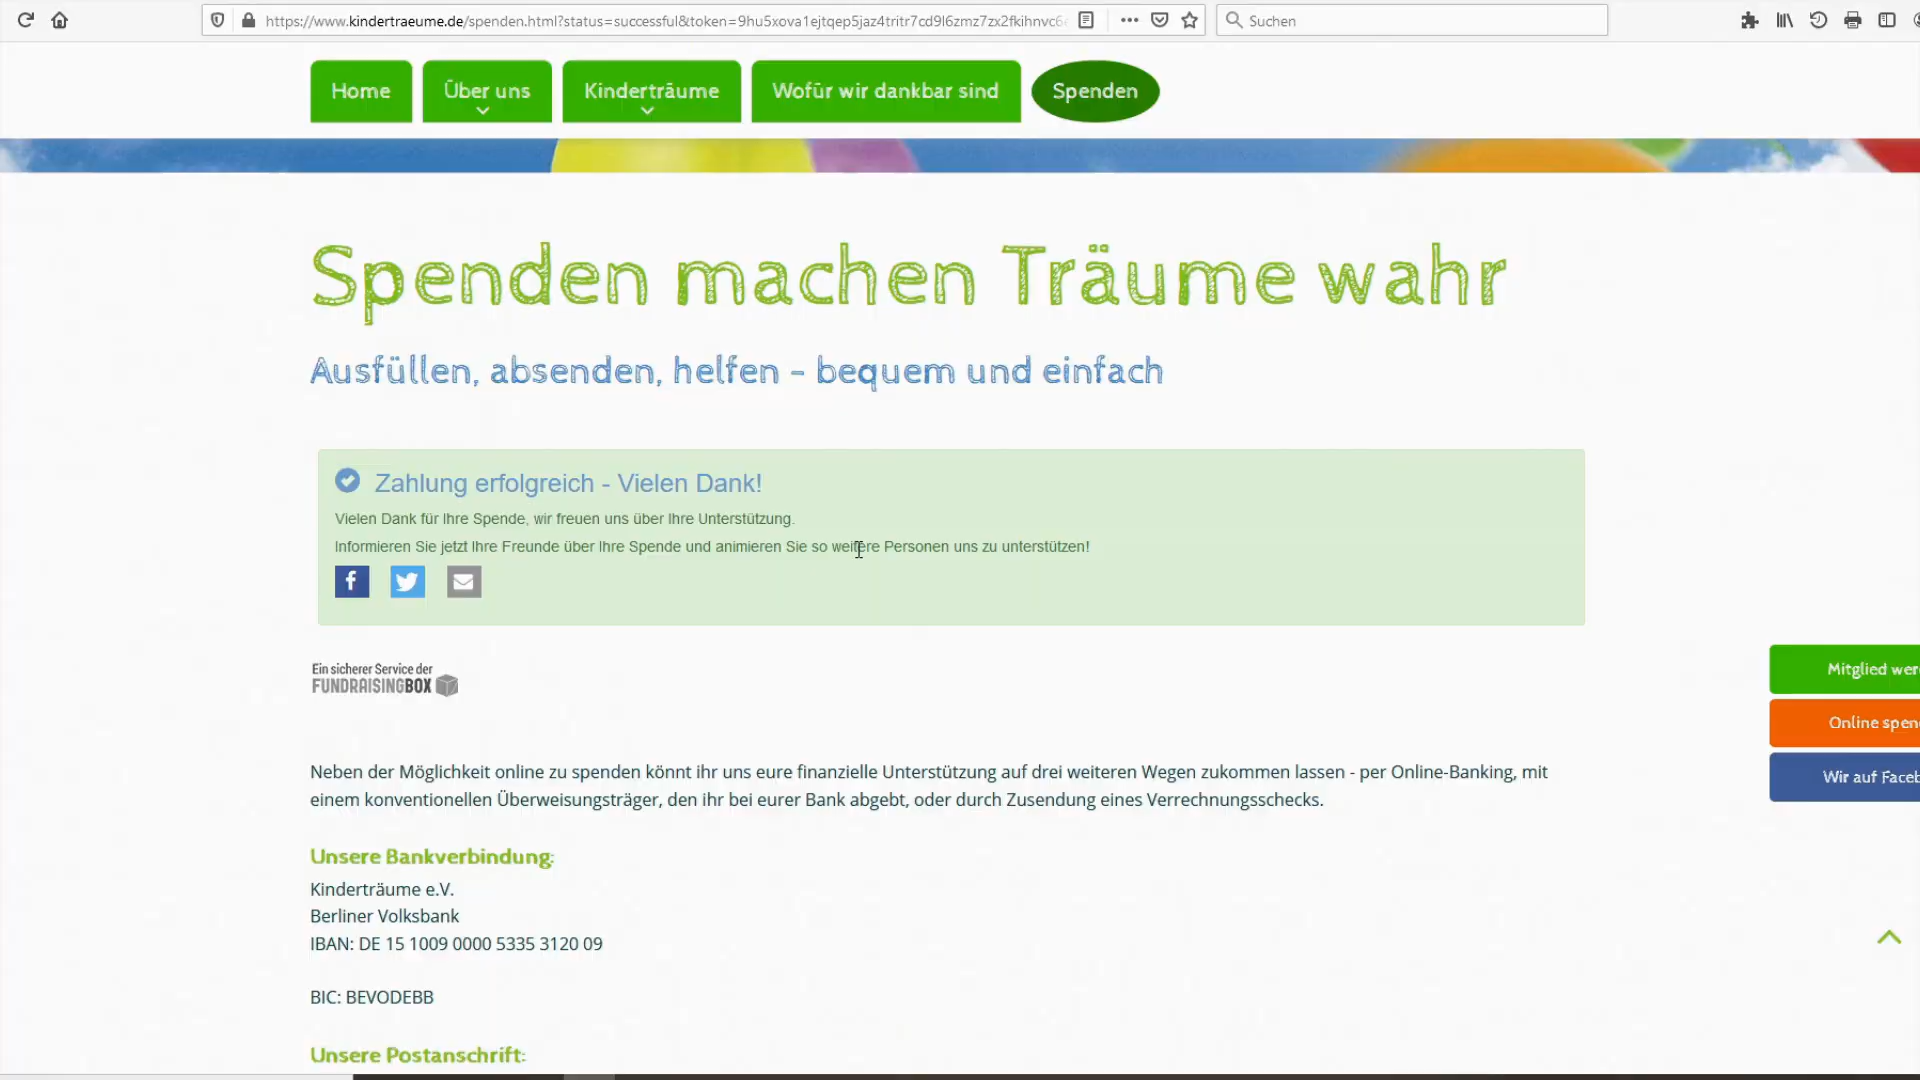 https://www.kindertraeume.de/spenden.html?status=successful&token=9hu5xova1ejtqep5jaz4tritr7cd9l6zmz7zx2fkihnvc6
Suchen
Home
Über uns
Kinderträume
Wofür wir dankbar sind
Spenden
Spenden machen Träume wahr
Ausfüllen, absenden, helfen - bequem und einfach
Zahlung erfolgreich - Vielen Dank!
Vielen Dank für Ihre Spende, wir freuen uns über Ihre Unterstützung.
Informieren Sie jetzt Ihre Freunde über Ihre Spende und animieren Sie so weitere Personen uns zu unterstützen!
Ein sicherer Service der
FUNDRAISINGBOX
Mitglied wer
Online spen
Wir auf Faceb
Neben der Möglichkeit online zu spenden könnt ihr uns eure finanzielle Unterstützung auf drei weiteren Wegen zukommen lassen - per Online-Banking, mit
einem konventionellen Überweisungsträger, den ihr bei eurer Bank abgebt, oder durch Zusendung eines Verrechnungsschecks.
Unsere Bankverbindung:
Kinderträume e.V.
Berliner Volksbank
IBAN: DE 15 1009 0000 5335 3120 09
BIC: BEVODEBB
Unsere Postanschrift: